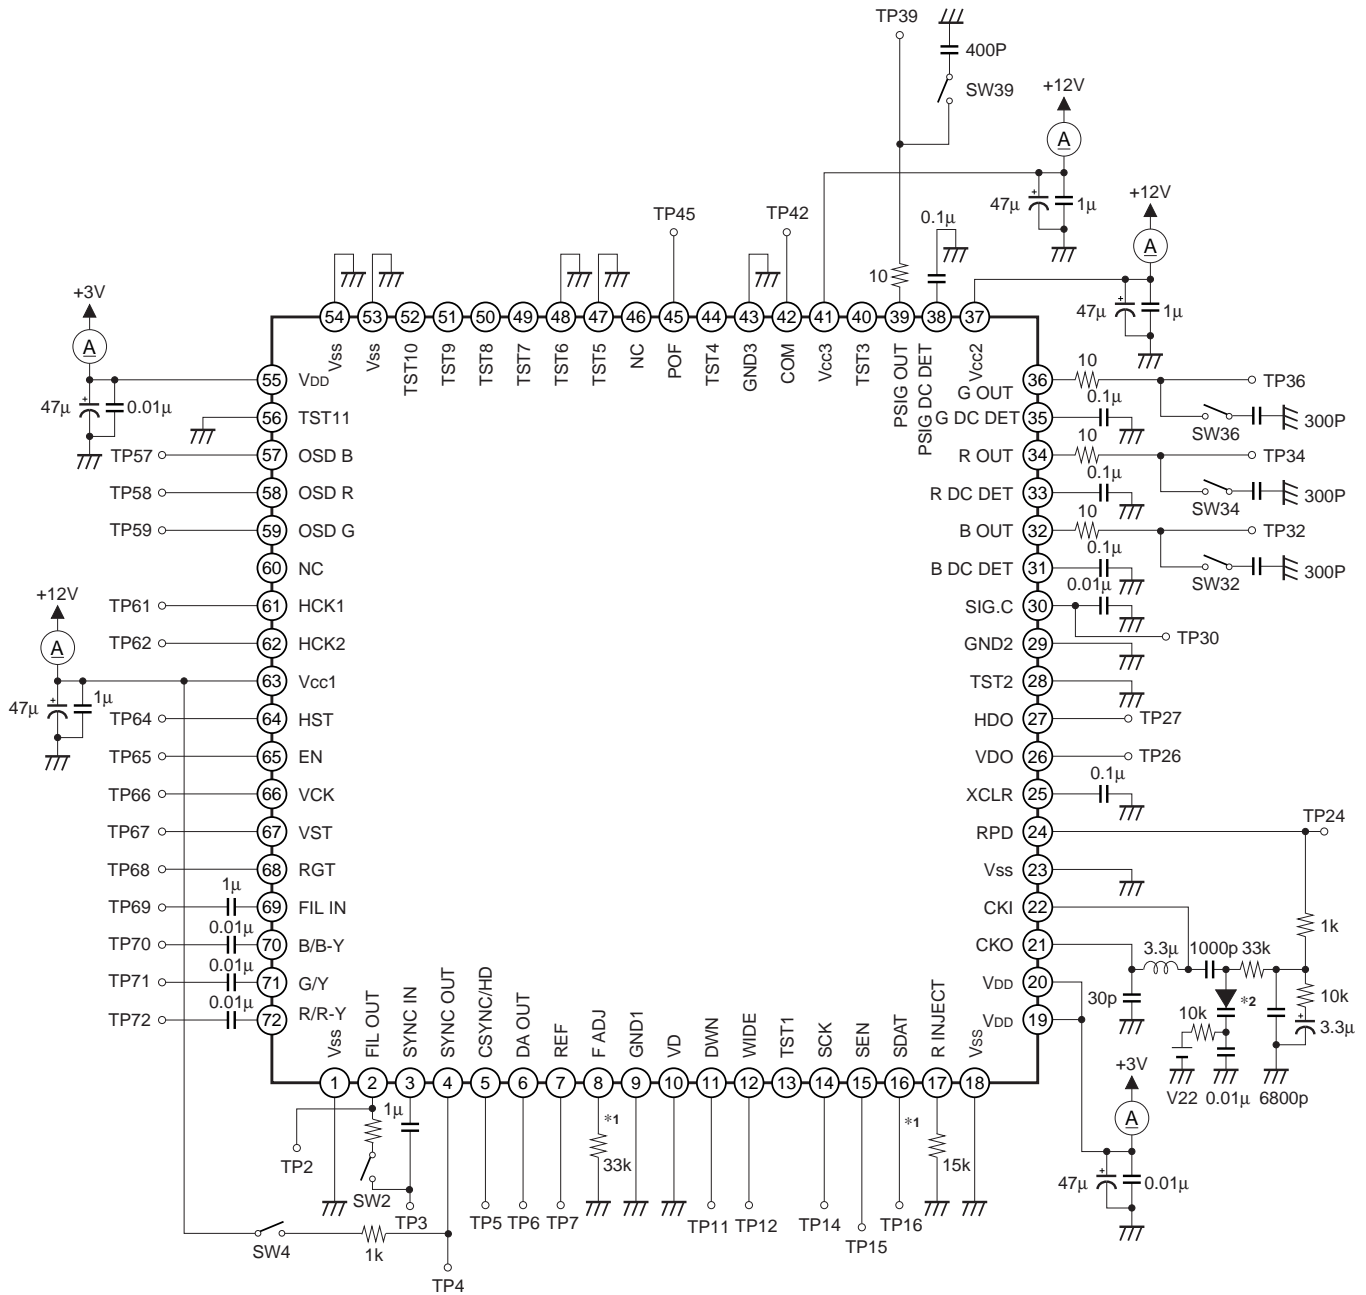 TP39
400P
SW39
+12V
A
47μ
1μ
+12V
A
47μ
1μ
TP45
TP42
0.1μ
10
+3V
A
47μ
0.01μ
54
53
52
51
50
49
48
47
46
45
44
43
42
41
40
39
38
37
Vss
Vss
TST10
TST9
TST8
TST7
TST6
TST5
NC
POF
TST4
GND3
COM
Vcc3
TST3
PSIG OUT
PSIG DC DET
Vcc2
55 VDD
56 TST11
TP57 57 OSD B
TP58 58 OSD R
TP59 59 OSD G
60 NC
TP61 61 HCK1
TP62 62 HCK2
+12V
A
47μ
1μ
63 Vcc1
TP64 64 HST
TP65 65 EN
TP66 66 VCK
TP67 67 VST
TP68 68 RGT
1μ
TP69 69 FIL IN
0.01μ
TP70 70 B/B-Y
0.01μ
TP71 71 G/Y
0.01μ
TP72 72 R/R-Y
G OUT 36 10 TP36
SW36 300P
G DC DET 35 0.1μ
R OUT 34 10 TP34
SW34 300P
R DC DET 33 0.1μ
B OUT 32 10 TP32
SW32 300P
B DC DET 31 0.1μ
SIG.C 30 0.01μ
TP30
GND2 29
TST2 28
HDO 27 TP27
VDO 26 TP26
XCLR 25 0.1μ
RPD 24 TP24
Vss 23
CKI 22
1k
CKO 21
3.3μ
1000p
33k
VDD 20
30p
*2
10k
VDD 19
10k
3.3μ
V22
0.01μ
6800p
+3V
A
47μ
0.01μ
Vss
FIL OUT
SYNC IN
SYNC OUT
CSYNC/HD
DA OUT
REF
F ADJ
GND1
VD
DWN
WIDE
TST1
SCK
SEN
SDAT
R INJECT
Vss
1
2
3
4
5
6
7
8
9
10
11
12
13
14
15
16
17
18
1μ
*1
*1
TP2
33k
15k
SW2
TP3
TP5
TP6
TP7
TP11
TP12
TP14
TP15
TP16
SW4
1k
TP4